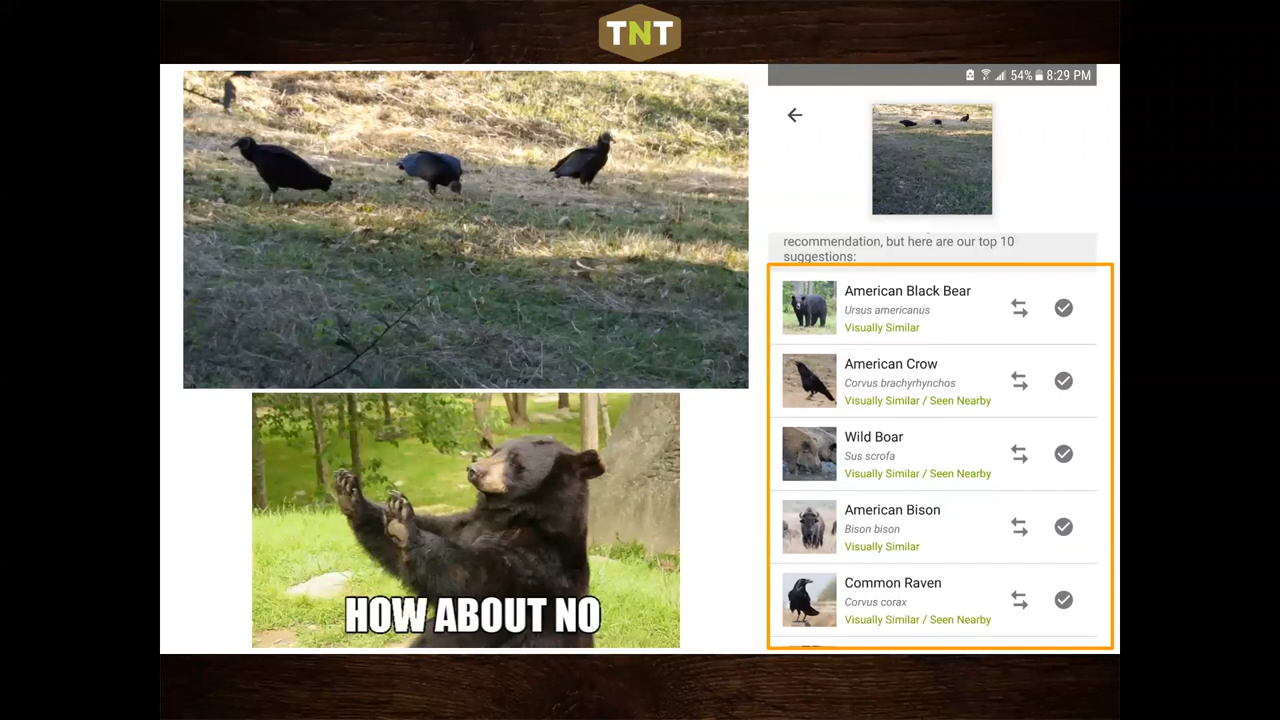 TNT
54% 8:29 PM
recommendation, but here are our top 10
suggestions:
American Black Bear
Ursus americanus
Visually Similar
American Crow
Corvus brachyrhynchos
Visually Similar / Seen Nearby
Wild Boar
Sus scrofa
Visually Similar / Seen Nearby
American Bison
Bison bison
Visually Similar
Common Raven
Corvus corax
Visually Similar / Seen Nearby
HOW ABOUT NO